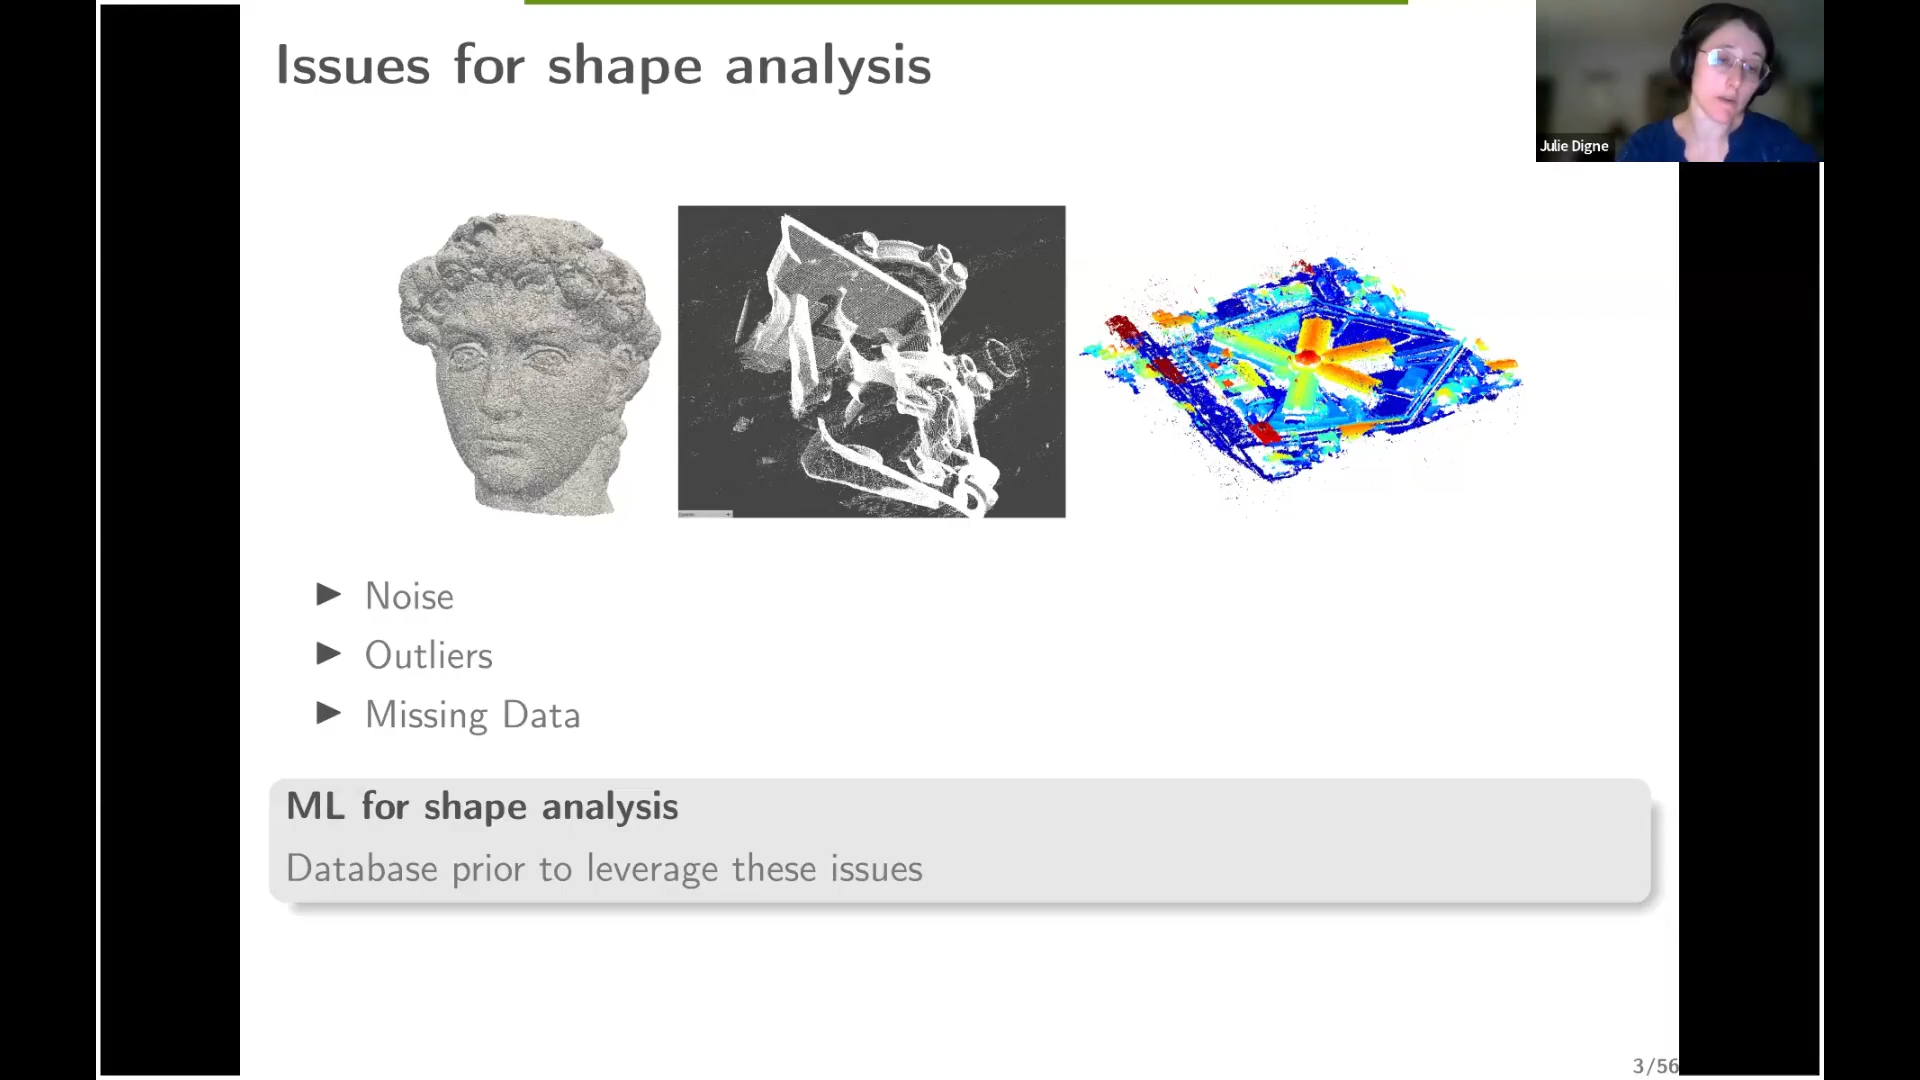 Issues for shape analysis
Julie Digne
▶ Noise
▶ Outliers
▶ Missing Data
ML for shape analysis
Database prior to leverage these issues
3/56